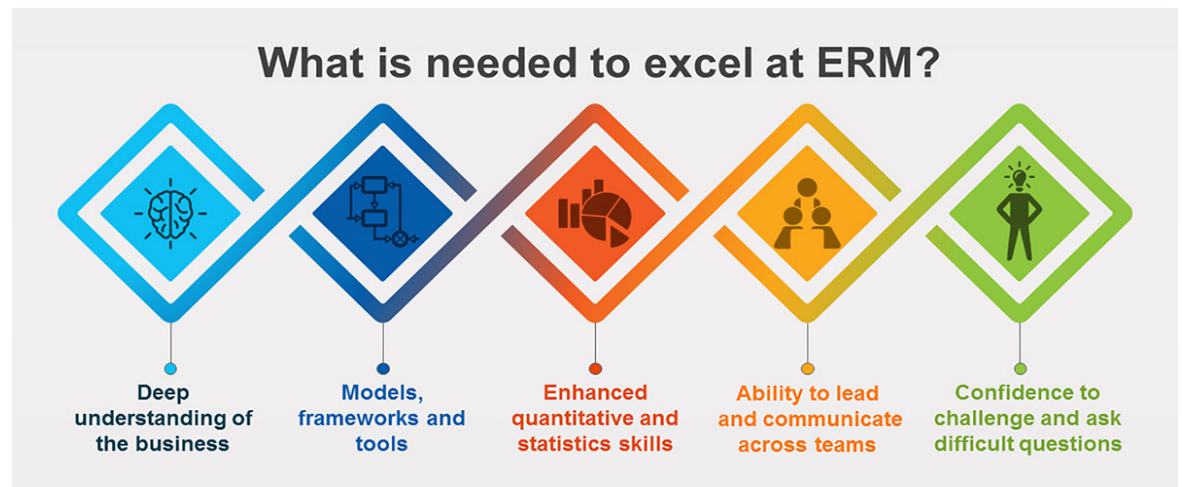 What is needed to excel at ERM?
Deep
understanding of
the business
Models,
frameworks and
tools
Enhanced
quantitative and
statistics skills
Ability to lead
and communicate
across teams
Confidence to
challenge and ask
difficult questions